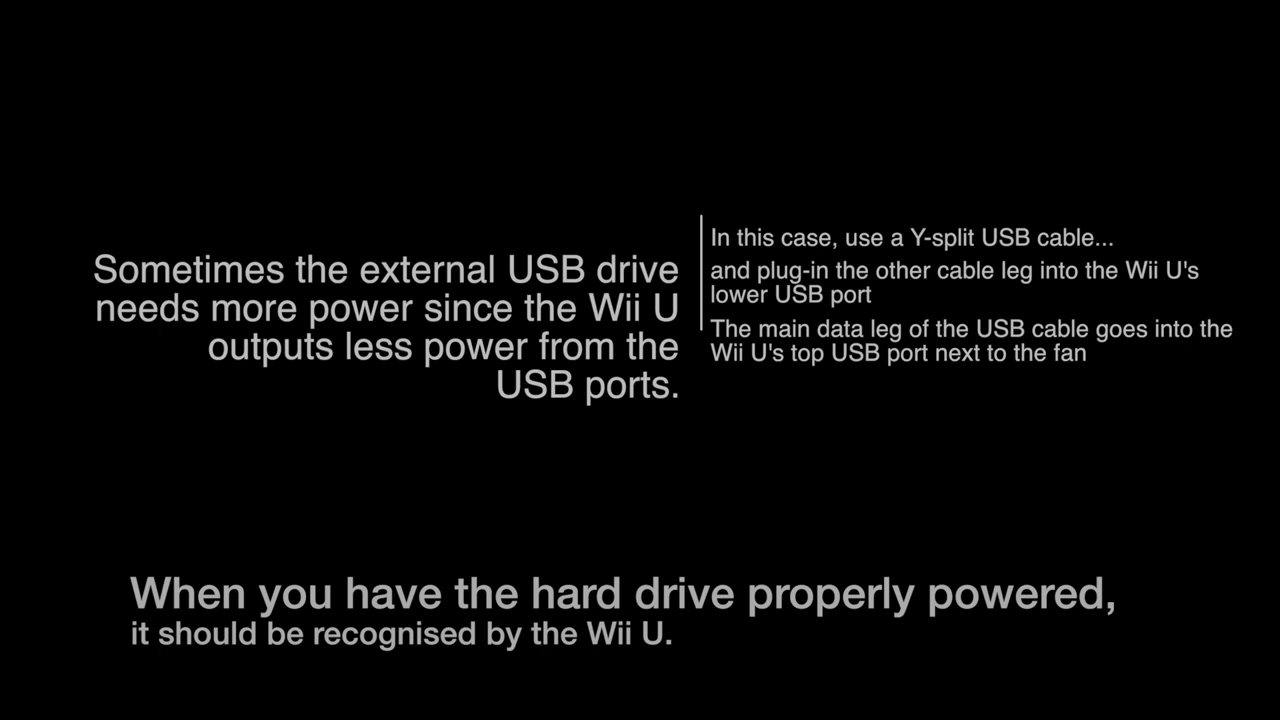 Sometimes the external USB drive
needs more power since the Wii U
outputs less power from the
USB ports.
In this case, use a Y-split USB cable...
and plug-in the other cable leg into the Wii U's
lower USB port
The main data leg of the USB cable goes into the
Wii U's top USB port next to the fan
When you have the hard drive properly powered,
it should be recognised by the Wii U.